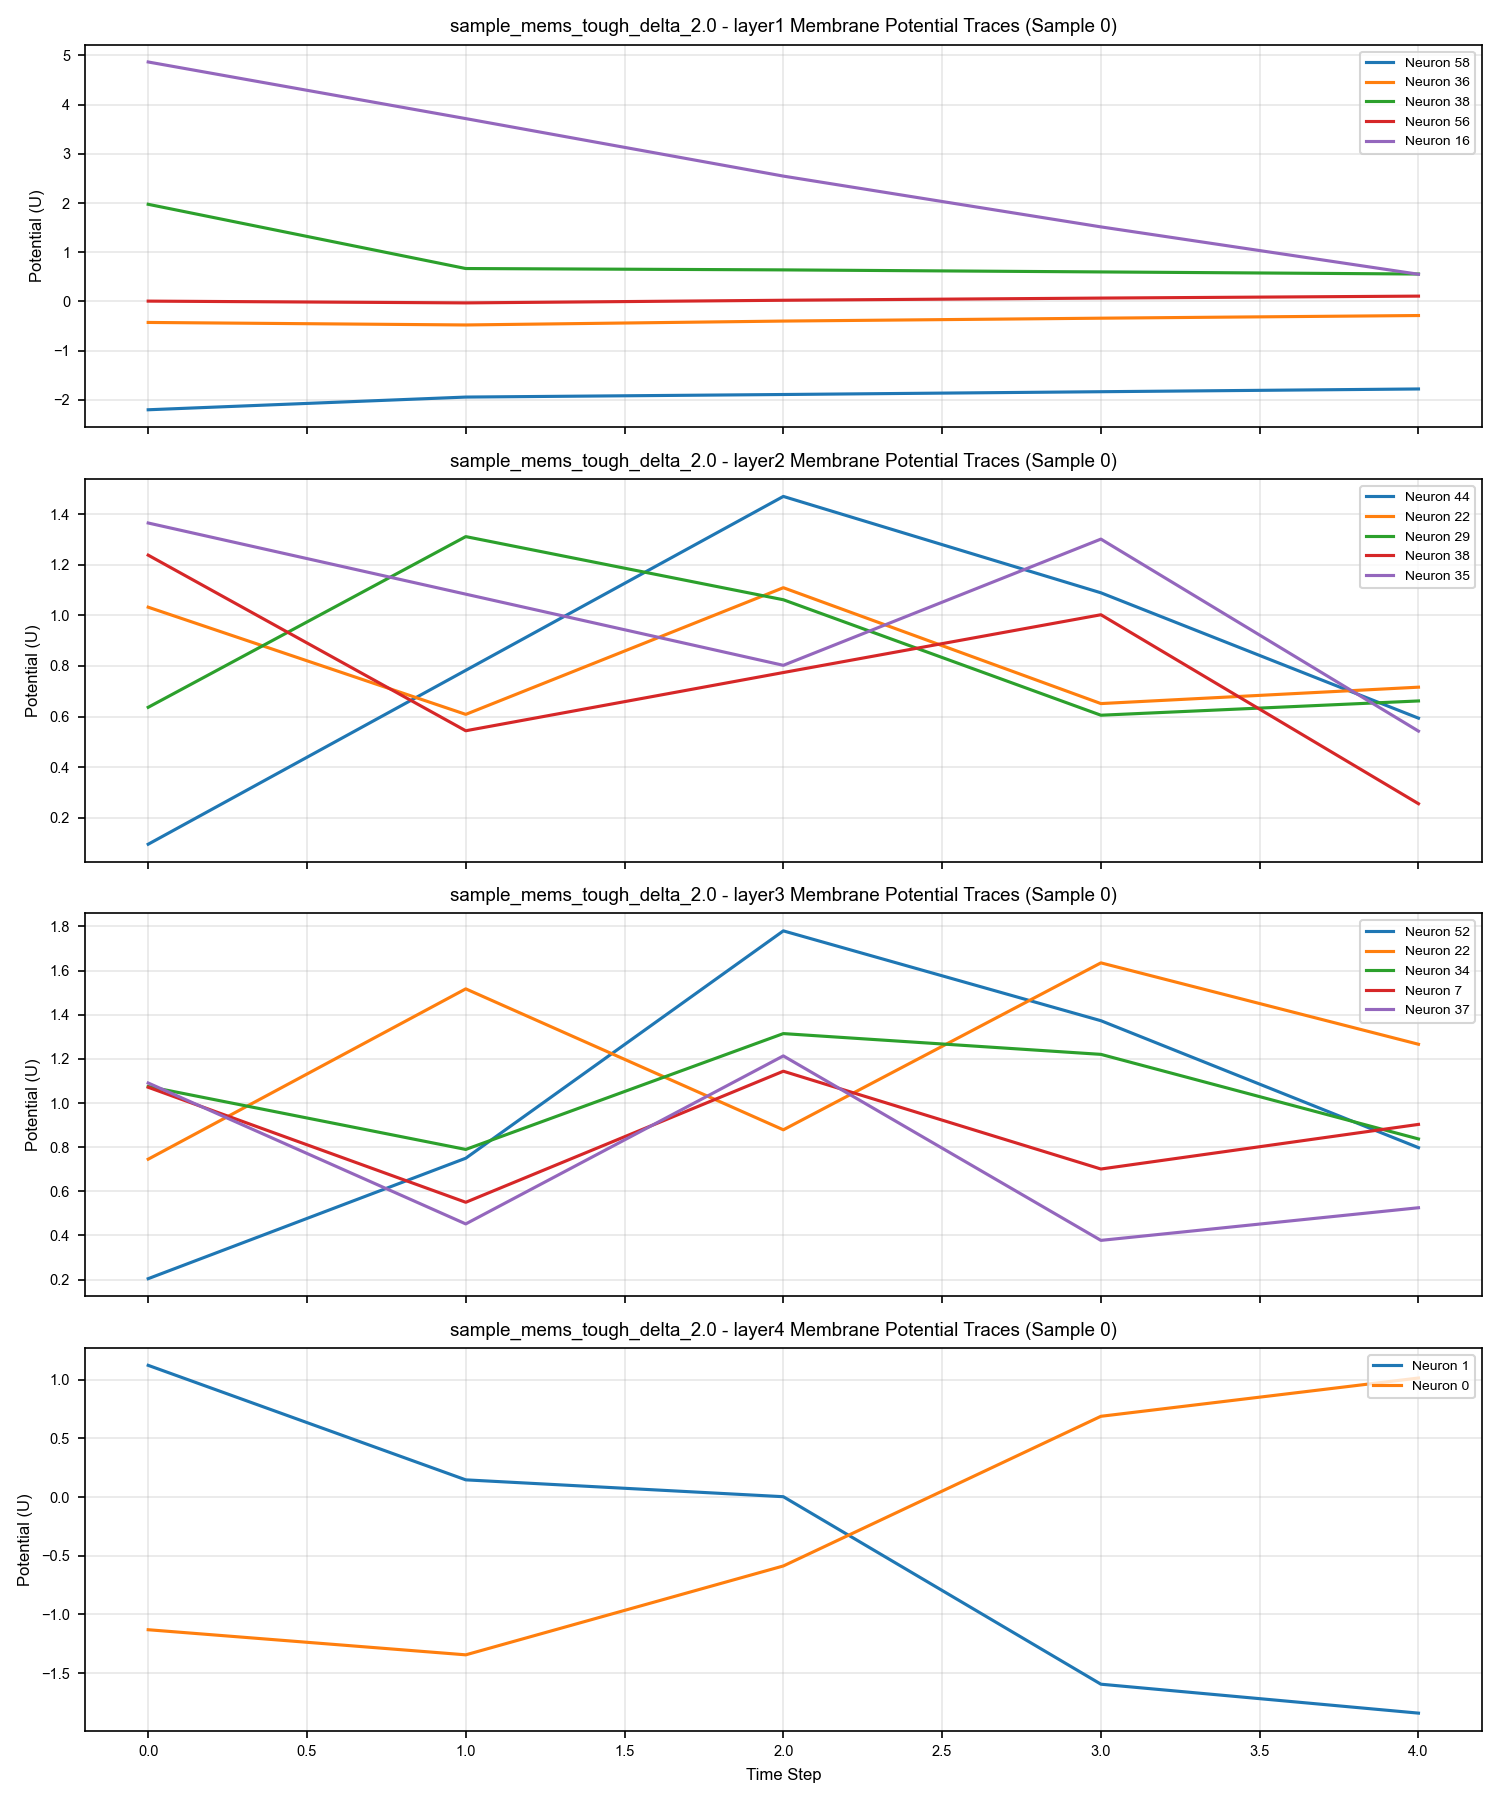 sample_mems_tough_delta_2.0 - layer1 Membrane Potential Traces (Sample 0)
5
4
3
2
1
0
−1
−2
Potential (U)
Neuron 58
Neuron 36
Neuron 38
Neuron 56
Neuron 16
sample_mems_tough_delta_2.0 - layer2 Membrane Potential Traces (Sample 0)
1.4
1.2
1.0
0.8
0.6
0.4
0.2
Potential (U)
Neuron 44
Neuron 22
Neuron 29
Neuron 38
Neuron 35
sample_mems_tough_delta_2.0 - layer3 Membrane Potential Traces (Sample 0)
1.8
1.6
1.4
1.2
1.0
0.8
0.6
0.4
0.2
Potential (U)
Neuron 52
Neuron 22
Neuron 34
Neuron 7
Neuron 37
sample_mems_tough_delta_2.0 - layer4 Membrane Potential Traces (Sample 0)
1.0
0.5
0.0
−0.5
−1.0
−1.5
Potential (U)
Neuron 1
Neuron 0
0.0 0.5 1.0 1.5 2.0 2.5 3.0 3.5 4.0
Time Step